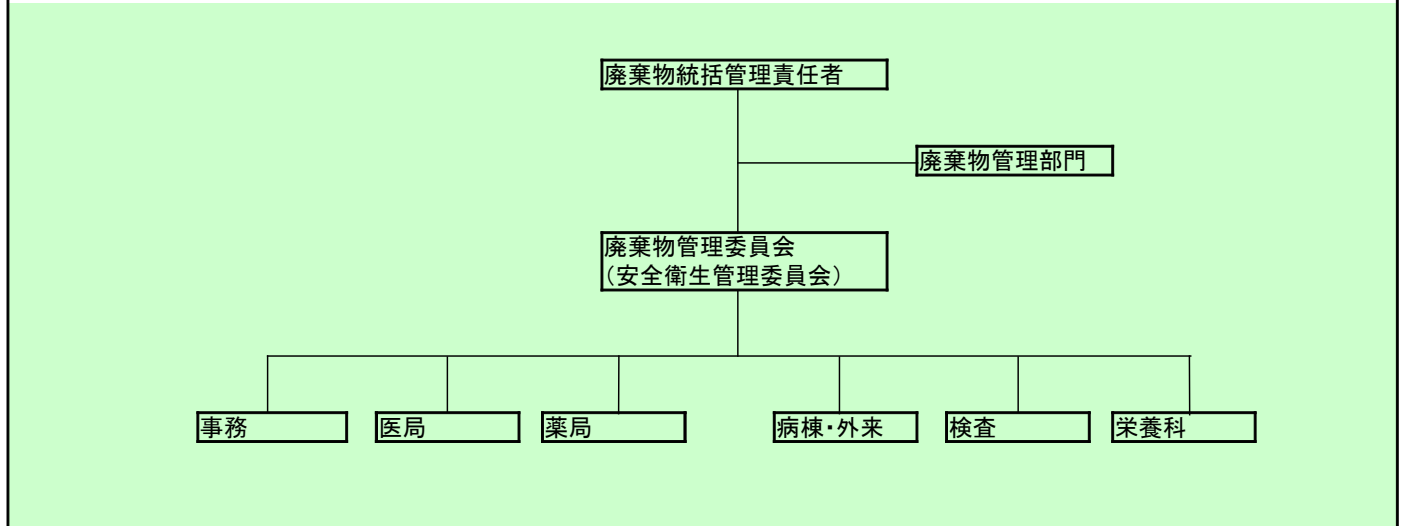 廃棄物統括管理責任者
廃棄物管理部門
廃棄物管理委員会
（安全衛生管理委員会）
事務
医局
薬局
病棟・外来
検査
栄養科